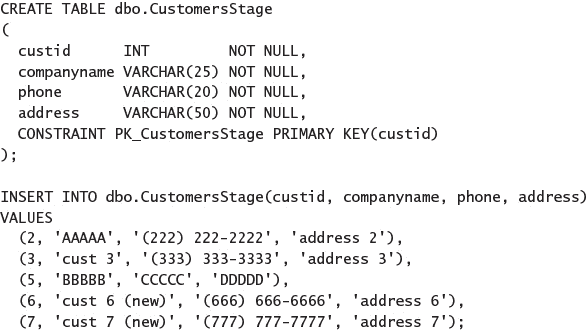 CREATE TABLE dbo.CustomersStage
(
  custid      INT         NOT NULL,
  companyname VARCHAR(25) NOT NULL,
  phone       VARCHAR(20) NOT NULL,
  address     VARCHAR(50) NOT NULL,
  CONSTRAINT PK_CustomersStage PRIMARY KEY(custid)
);

INSERT INTO dbo.CustomersStage(custid, companyname, phone, address)
VALUES
  (2, 'AAAAA', '(222) 222-2222', 'address 2'),
  (3, 'cust 3', '(333) 333-3333', 'address 3'),
  (5, 'BBBBB', 'CCCCC', 'DDDDD'),
  (6, 'cust 6 (new)', '(666) 666-6666', 'address 6'),
  (7, 'cust 7 (new)', '(777) 777-7777', 'address 7');